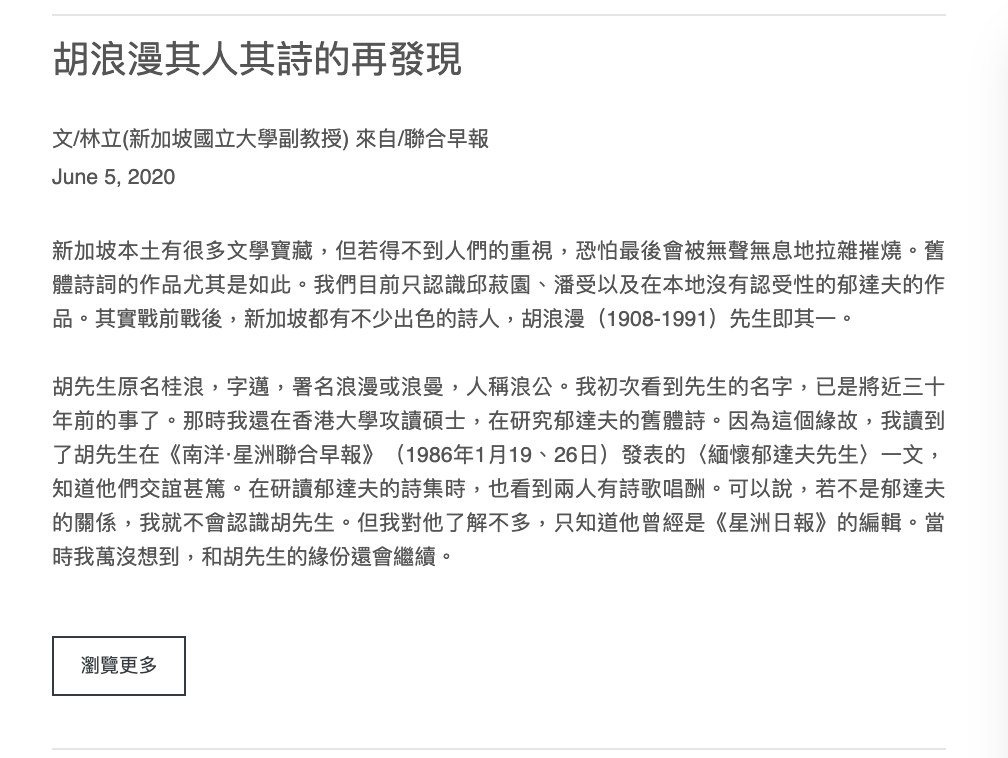 胡浪漫其人其詩的再發現
文/林立(新加坡國立大學副教授) 來自/聯合早報
June 5, 2020
新加坡本土有很多文學寶藏，但若得不到人們的重視，恐怕最後會被無聲無息地拉雜摧燒。舊
體詩詞的作品尤其是如此。我們目前只認識邱菽園、潘受以及在本地沒有認受性的郁達夫的作
品。其實戰前戰後，新加坡都有不少出色的詩人，胡浪漫（1908-1991）先生即其一。
胡先生原名桂浪，字邁，署名浪漫或浪曼，人稱浪公。我初次看到先生的名字，已是將近三十
年前的事了。那時我還在香港大學攻讀碩士，在研究郁達夫的舊體詩。因為這個緣故，我讀到
了胡先生在《南洋·星洲聯合早報》（1986年1月19、26日）發表的〈緬懷郁達夫先生〉一文，
知道他們交誼甚篤。在研讀郁達夫的詩集時，也看到兩人有詩歌唱酬。可以說，若不是郁達夫
的關係，我就不會認識胡先生。但我對他了解不多，只知道他曾經是《星洲日報》的編輯。當
時我萬沒想到，和胡先生的緣份還會繼續。
瀏覽更多